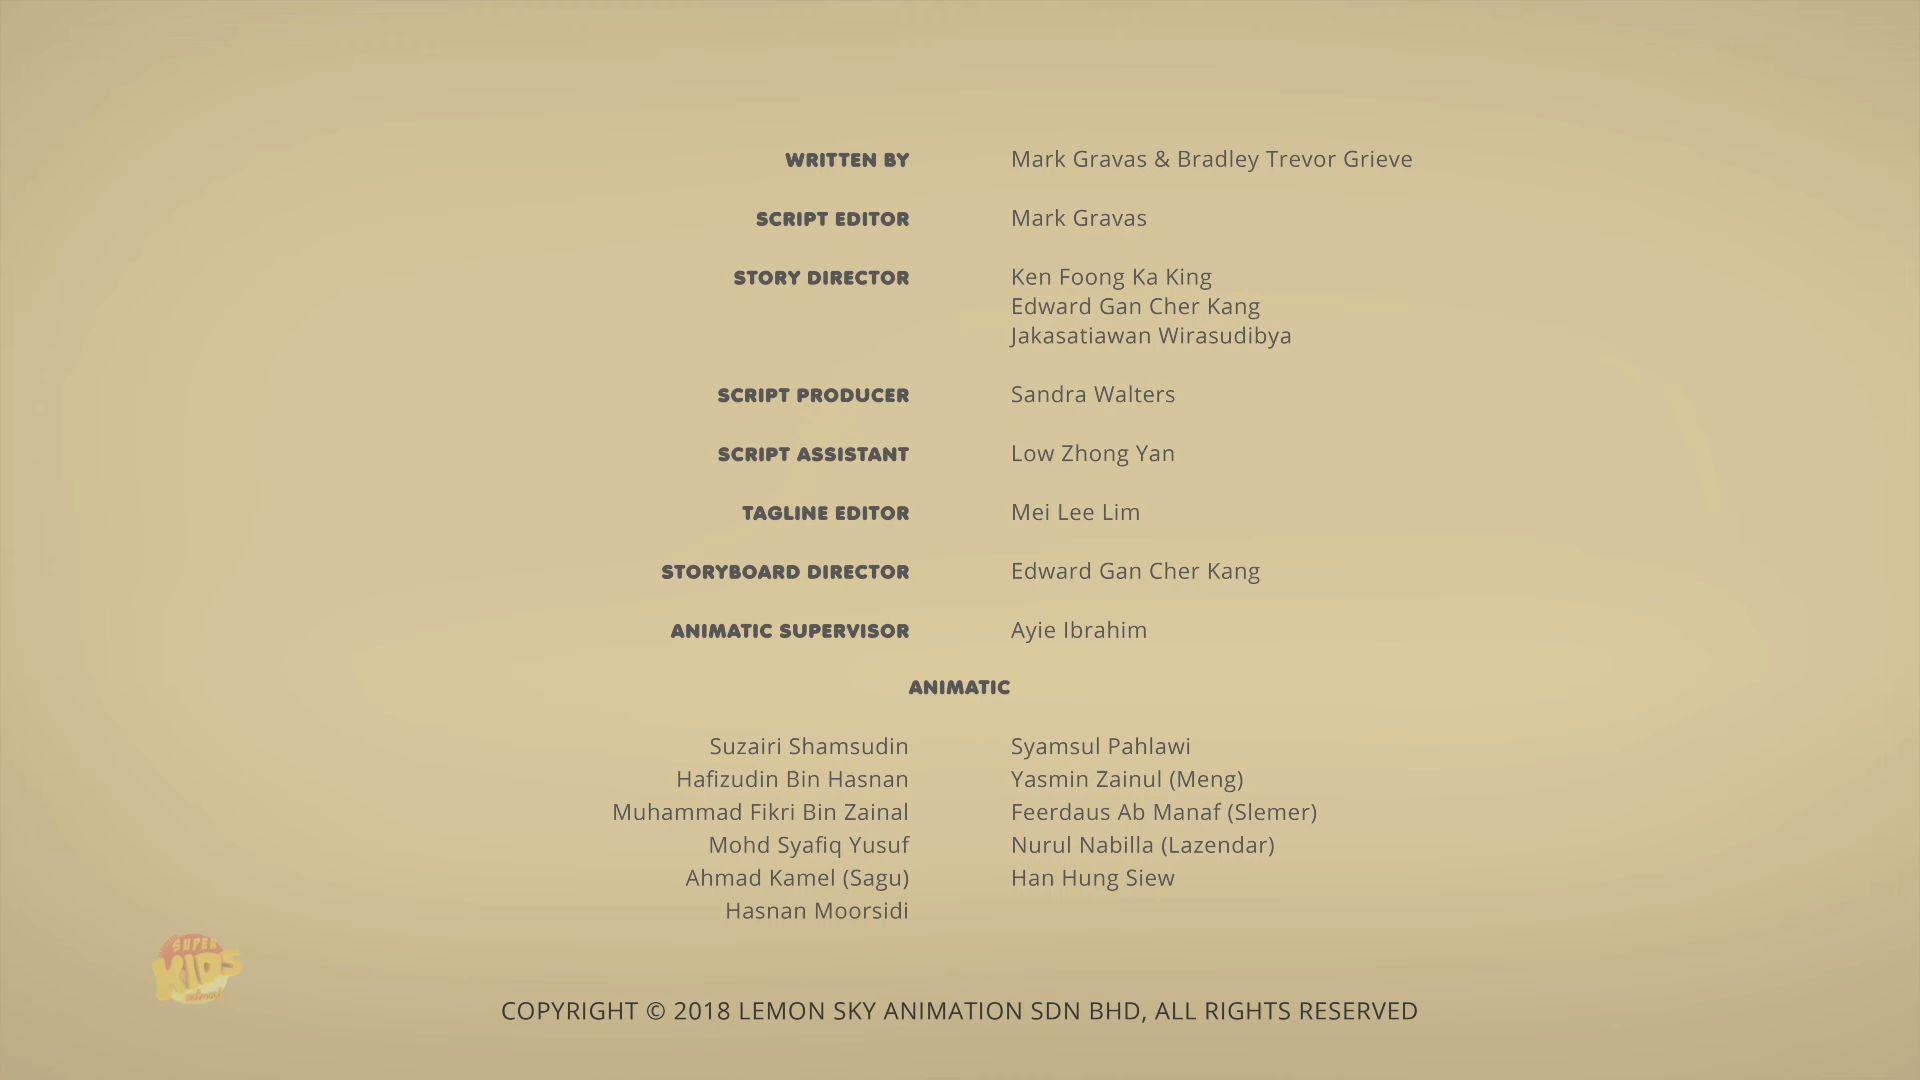 WRITTEN BY Mark Gravas & Bradley Trevor Grieve
SCRIPT EDITOR Mark Gravas
STORY DIRECTOR Ken Foong Ka King
Edward Gan Cher Kang
Jakasatiawan Wirasudibya
SCRIPT PRODUCER Sandra Walters
SCRIPT ASSISTANT Low Zhong Yan
TAGLINE EDITOR Mei Lee Lim
STORYBOARD DIRECTOR Edward Gan Cher Kang
ANIMATIC SUPERVISOR Ayie Ibrahim
ANIMATIC
Suzairi Shamsudin Syamsul Pahlawi
Hafizudin Bin Hasnan Yasmin Zainul (Meng)
Muhammad Fikri Bin Zainal Feerdaus Ab Manaf (Slemer)
Mohd Syafiq Yusuf Nurul Nabilla (Lazendar)
Ahmad Kamel (Sagu) Han Hung Siew
Hasnan Moorsidi
SUPER
KIDS
COPYRIGHT © 2018 LEMON SKY ANIMATION SDN BHD, ALL RIGHTS RESERVED